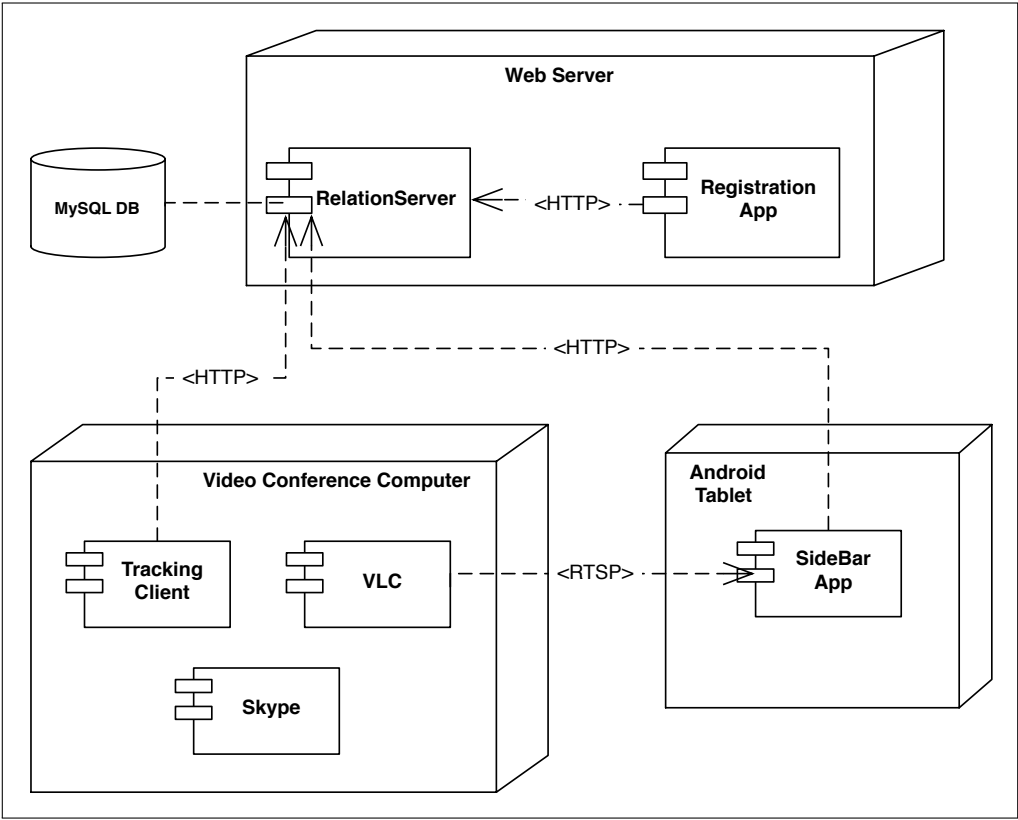 Web Server
MySQL DB
RelationServer
<HTTP>
Registration
App
<HTTP>
<HTTP>
Video Conference Computer
Android
Tablet
Tracking
Client
VLC
<RTSP>
SideBar
App
Skype